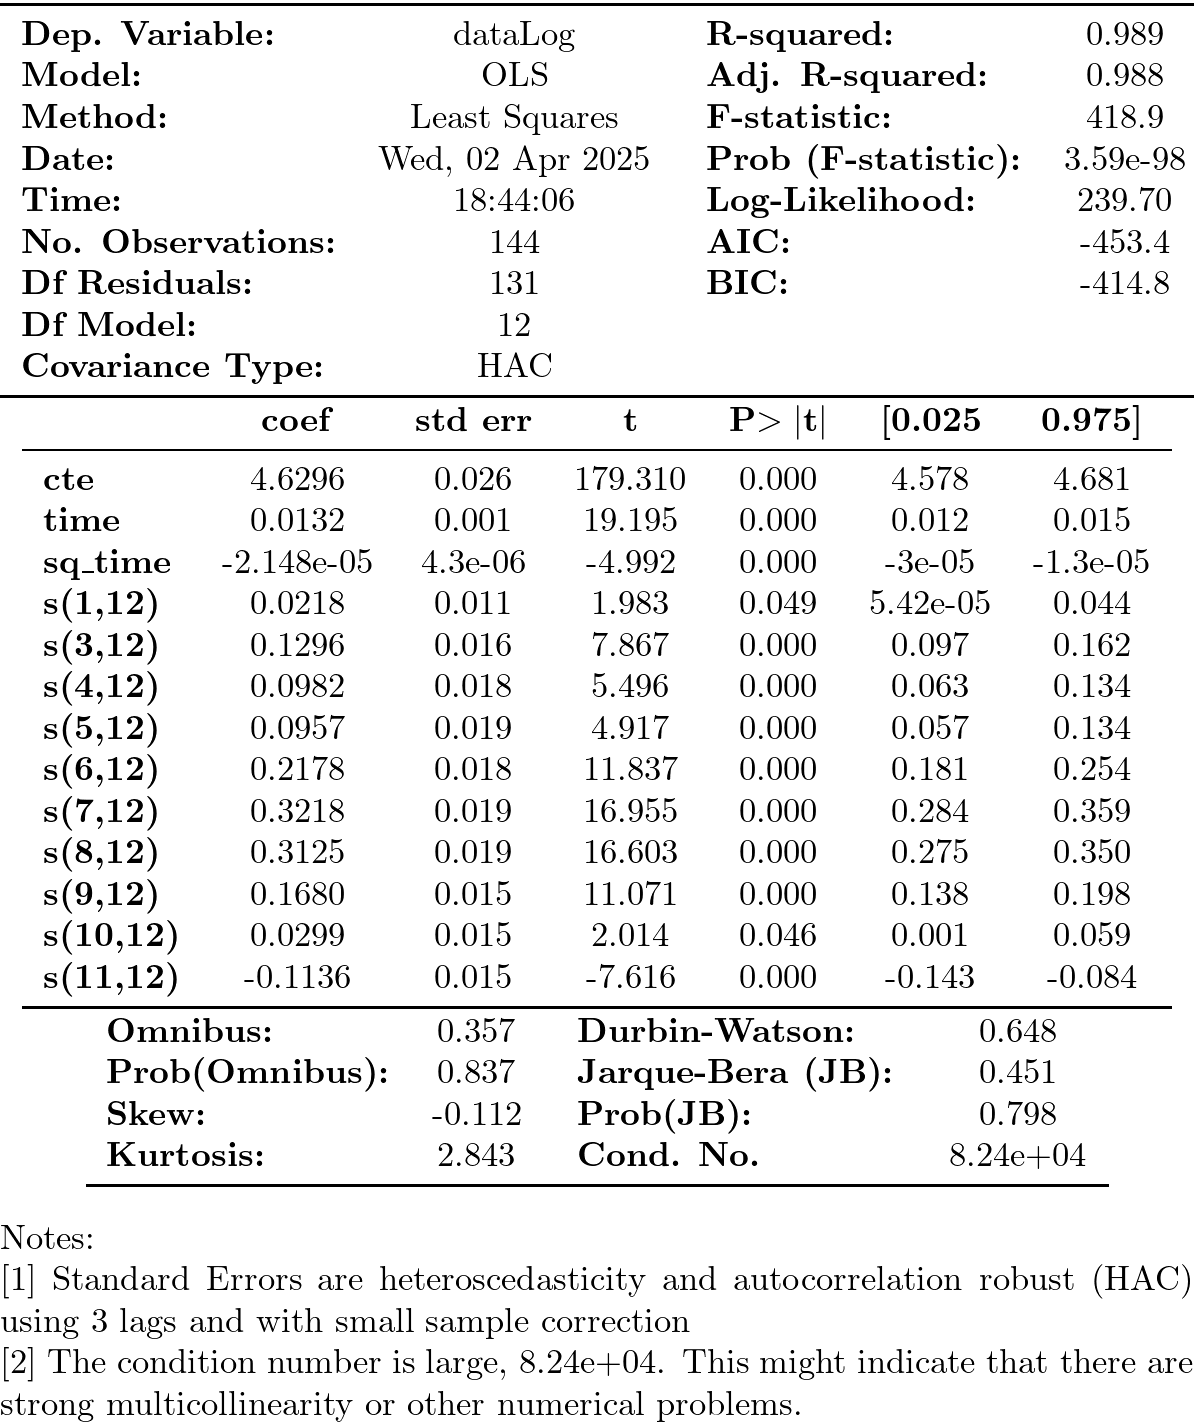 Dep. Variable: dataLog R-squared: 0.989
Model: OLS Adj. R-squared: 0.988
Method: Least Squares F-statistic: 418.9
Date: Wed, 02 Apr 2025 Prob (F-statistic): 3.59e-98
Time: 18:44:06 Log-Likelihood: 239.70
No. Observations: 144 AIC: -453.4
Df Residuals: 131 BIC: -414.8
Df Model: 12
Covariance Type: HAC
coef std err t P> |t| [0.025 0.975]
cte 4.6296 0.026 179.310 0.000 4.578 4.681
time 0.0132 0.001 19.195 0.000 0.012 0.015
sq_time -2.148e-05 4.3e-06 -4.992 0.000 -3e-05 -1.3e-05
s(1,12) 0.0218 0.011 1.983 0.049 5.42e-05 0.044
s(3,12) 0.1296 0.016 7.867 0.000 0.097 0.162
s(4,12) 0.0982 0.018 5.496 0.000 0.063 0.134
s(5,12) 0.0957 0.019 4.917 0.000 0.057 0.134
s(6,12) 0.2178 0.018 11.837 0.000 0.181 0.254
s(7,12) 0.3218 0.019 16.955 0.000 0.284 0.359
s(8,12) 0.3125 0.019 16.603 0.000 0.275 0.350
s(9,12) 0.1680 0.015 11.071 0.000 0.138 0.198
s(10,12) 0.0299 0.015 2.014 0.046 0.001 0.059
s(11,12) -0.1136 0.015 -7.616 0.000 -0.143 -0.084
Omnibus: 0.357 Durbin-Watson: 0.648
Prob(Omnibus): 0.837 Jarque-Bera (JB): 0.451
Skew: -0.112 Prob(JB): 0.798
Kurtosis: 2.843 Cond. No. 8.24e+04
Notes:
[1] Standard Errors are heteroscedasticity and autocorrelation robust (HAC)
using 3 lags and with small sample correction
[2] The condition number is large, 8.24e+04. This might indicate that there are
strong multicollinearity or other numerical problems.